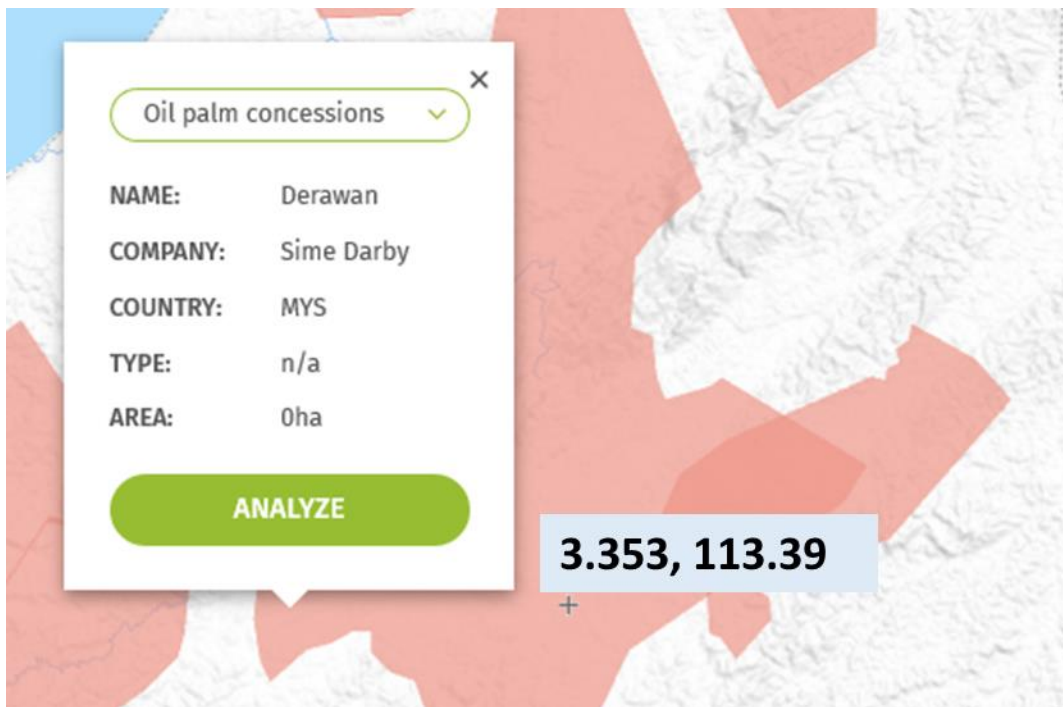 Oil palm concessions
NAME: Derawan
COMPANY: Sime Darby
COUNTRY: MYS
TYPE: n/a
AREA: 0ha
ANALYZE
3.353, 113.39